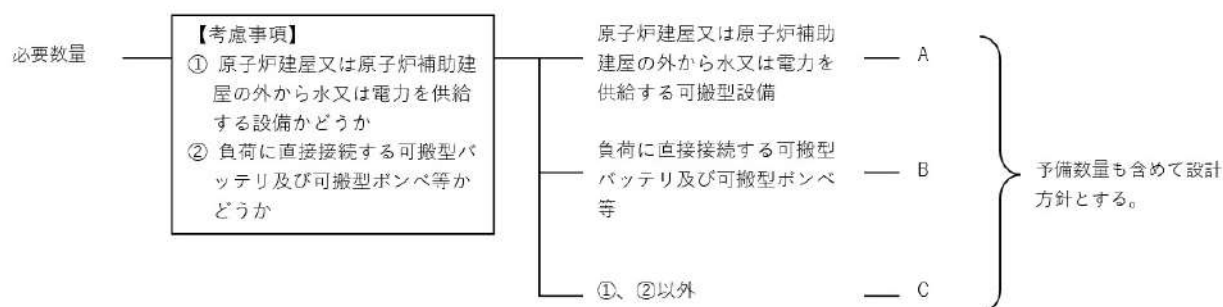 必要数量
【考慮事項】
① 原子炉建屋又は原子炉補助建
屋の外から水又は電力を供給
する設備かどうか
② 負荷に直接接続する可搬型バ
ッテリ及び可搬型ボンベ等か
どうか
原子炉建屋又は原子炉補助
建屋の外から水又は電力を
供給する可搬型設備
A
負荷に直接接続する可搬型
バッテリ及び可搬型ボンベ
等
B
①、②以外
C
予備数量も含めて設計
方針とする。